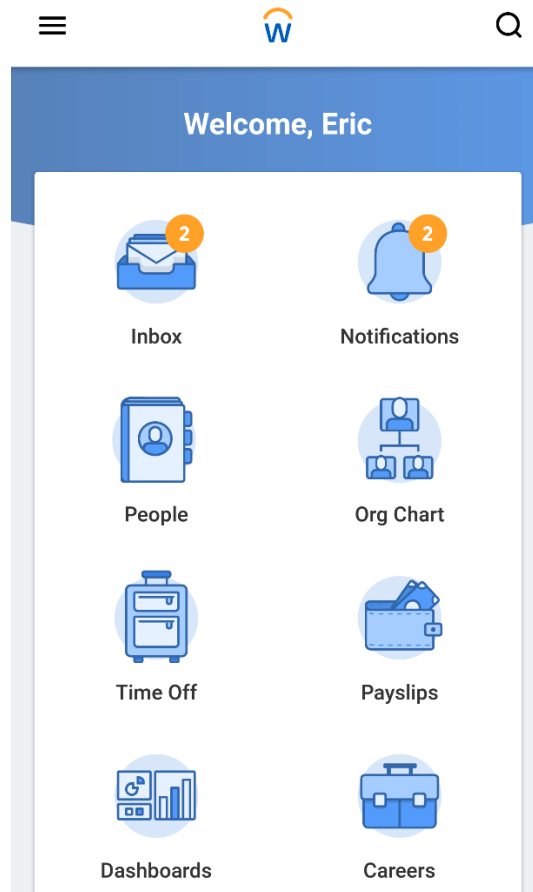 W
Welcome, Eric
2
2
Inbox
Notifications
People
Org Chart
Time Off
Payslips
Dashboards
Careers